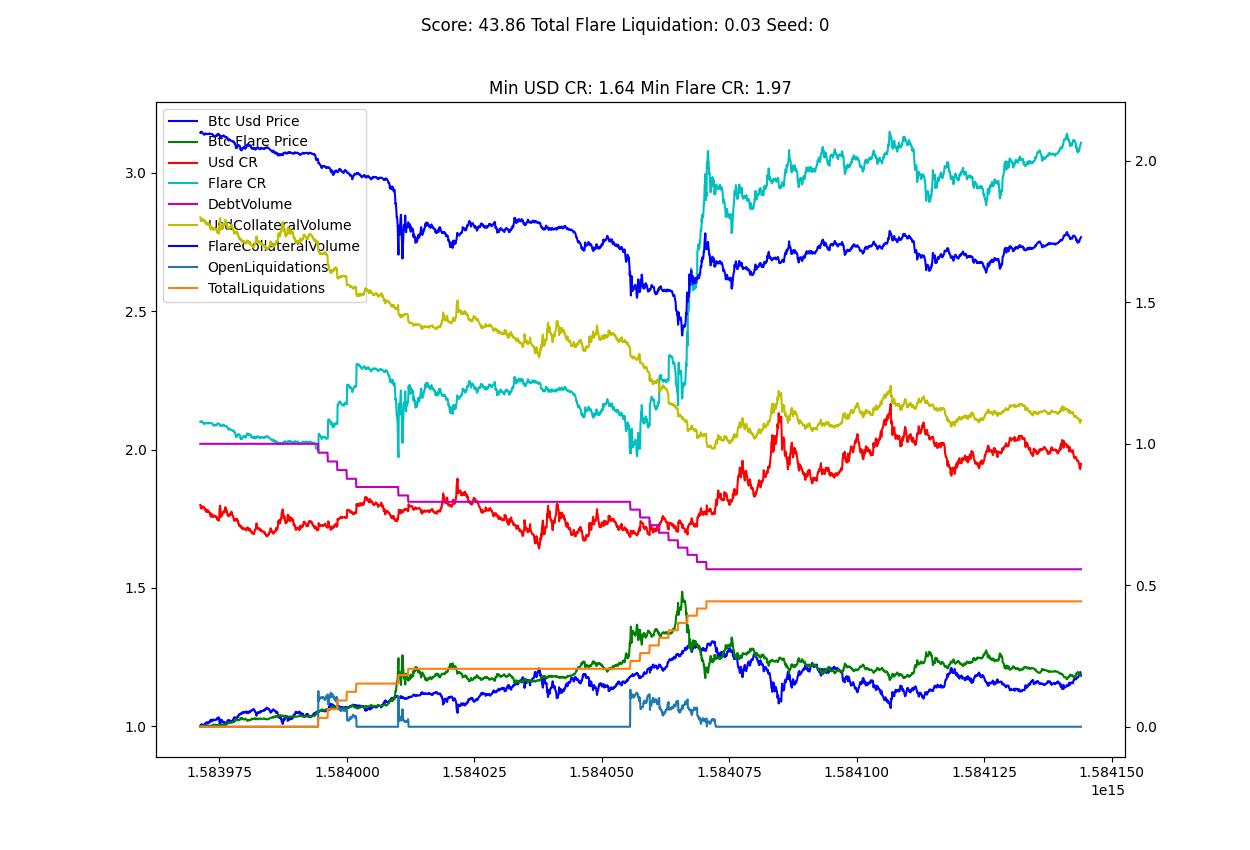 Score: 43.86 Total Flare Liquidation: 0.03 Seed: 0
Min USD CR: 1.64 Min Flare CR: 1.97
Btc Usd Price
Btc Flare Price
Usd CR
Flare CR
DebtVolume
UsdCollateralVolume
FlareCollateralVolume
OpenLiquidations
TotalLiquidations
3.0
2.5
2.0
1.5
1.0
2.0
1.5
1.0
0.5
0.0
1.583975
1.584000
1.584025
1.584050
1.584075
1.584100
1.584125
1.584150
1e15